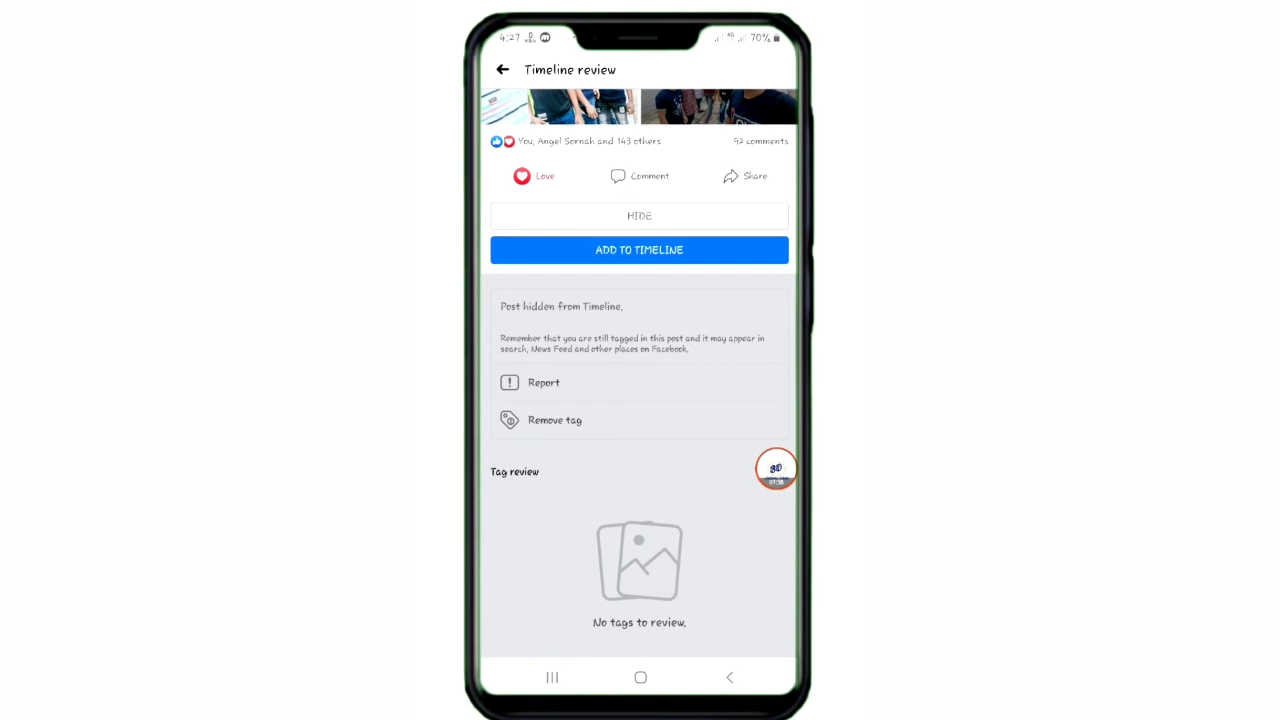 4:27
70%
Timeline review
You, Angel Sornah and 143 others
92 comments
Love
Comment
Share
HIDE
ADD TO TIMELINE
Post hidden from Timeline.
Remember that you are still tagged in this post and it may appear in
search, News Feed and other places on Facebook.
Report
Remove tag
Tag review
No tags to review.